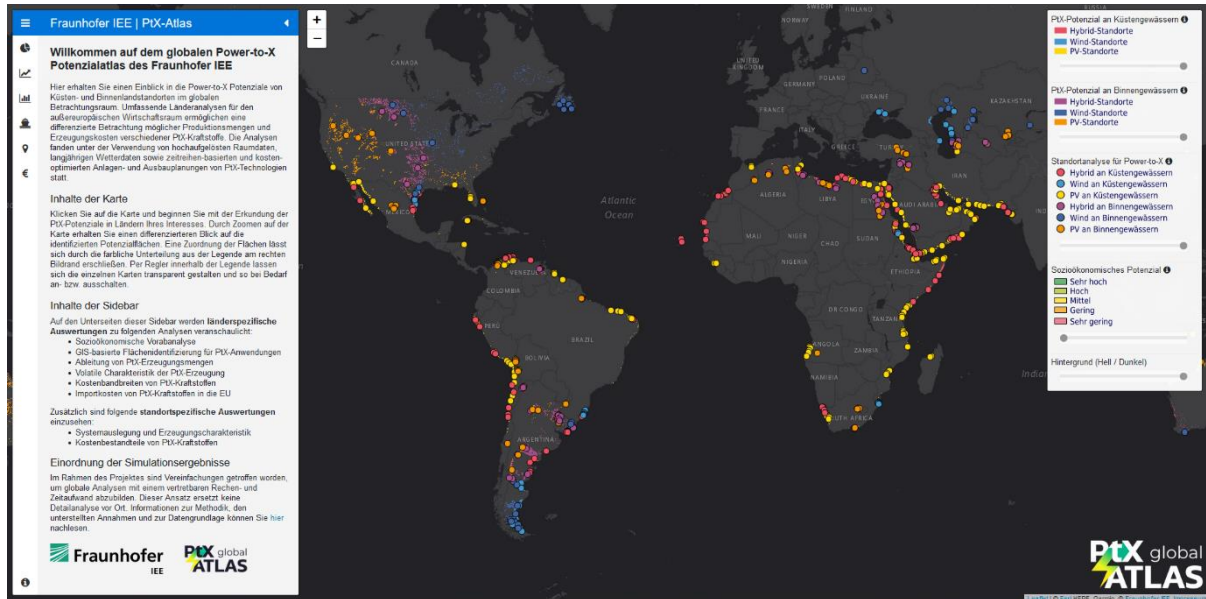 Fraunhofer IEE | PtX-Atlas
Willkommen auf dem globalen Power-to-X
Potenzialatlas des Fraunhofer IEE
Hier erhalten Sie einen Einblick in die Power-to-X Potenziale von
Küsten- und Binnenlandstandorten im globalen
Betrachtungsraum. Umfassende Länderanalysen für den
außereuropäischen Wirtschaftsraum ermöglichen eine
differenzierte Betrachtung möglicher Produktionsmengen und
Erzeugungskosten verschiedener PtX-Kraftstoffe. Die Analysen
fanden unter der Verwendung von hochaufgelösten Raumdaten,
langjährigen Wetterdaten sowie zeitreihen-basierten und kosten-
optimierten Anlagen- und Ausbauplanungen von PtX-Technologien
statt.
Inhalte der Karte
Klicken Sie auf die Karte und beginnen Sie mit der Erkundung der
PtX-Potenziale in Ländern Ihres Interesses. Durch Zoomen auf der
Karte erhalten Sie einen differenzierteren Blick auf die
identifizierten Potenzialflächen. Eine Zuordnung der Flächen lässt
sich durch die farbliche Unterteilung aus der Legende am rechten
Bildrand erschließen. Per Regler innerhalb der Legende lassen
sich die einzelnen Karten transparent gestalten und so bei Bedarf
an- bzw. ausschalten.
Inhalte der Sidebar
Auf den Unterseiten dieser Sidebar werden länderspezifische
Auswertungen zu folgenden Analysen veranschaulicht:
• Sozioökonomische Vorabanalyse
• GIS-basierte Flächenidentifizierung für PtX-Anwendungen
• Ableitung von PtX-Erzeugungsmengen
• Volatile Charakteristik der PtX-Erzeugung
• Kostenbandbreiten von PtX-Kraftstoffen
• Importkosten von PtX-Kraftstoffen in die EU
Zusätzlich sind folgende standortspezifische Auswertungen
einzusehen:
• Systemauslegung und Erzeugungscharakteristik
• Kostenbestandteile von PtX-Kraftstoffen
Einordnung der Simulationsergebnisse
Im Rahmen des Projektes sind Vereinfachungen getroffen worden,
um globale Analysen mit einem vertretbaren Rechen- und
Zeitaufwand abzubilden. Dieser Ansatz ersetzt keine
Detailanalyse vor Ort. Informationen zur Methodik, den
unterstellten Annahmen und zur Datengrundlage können Sie hier
nachlesen.
Fraunhofer
IEE
PtX global
ATLAS
+
−
CANADA
UNITED STATES
MEXICO
VENEZUELA
COLOMBIA
PERU
BRAZIL
BOLIVIA
ARGENTINA
Atlantic
Ocean
NORWAY
SWEDEN
FINLAND
UNITED
KINGDOM
GERMANY
POLAND
UKRAINE
FRANCE
ITALY
GREECE
KAZAKHSTAN
IRAN
ALGERIA
LIBYA
SAUDI ARABIA
MALI
NIGER
CHAD
SUDAN
NIGERIA
ETHIOPIA
DR CONGO
TANZANIA
ANGOLA
ZAMBIA
NAMIBIA
SOUTH AFRICA
PtX-Potenzial an Küstengewässern
Hybrid-Standorte
Wind-Standorte
PV-Standorte
PtX-Potenzial an Binnengewässern
Hybrid-Standorte
Wind-Standorte
PV-Standorte
Standortanalyse für Power-to-X
Hybrid an Küstengewässern
Wind an Küstengewässern
PV an Küstengewässern
Hybrid an Binnengewässern
Wind an Binnengewässern
PV an Binnengewässern
Sozioökonomisches Potenzial
Sehr hoch
Hoch
Mittel
Gering
Sehr gering
Hintergrund (Hell / Dunkel)
PtX global
ATLAS